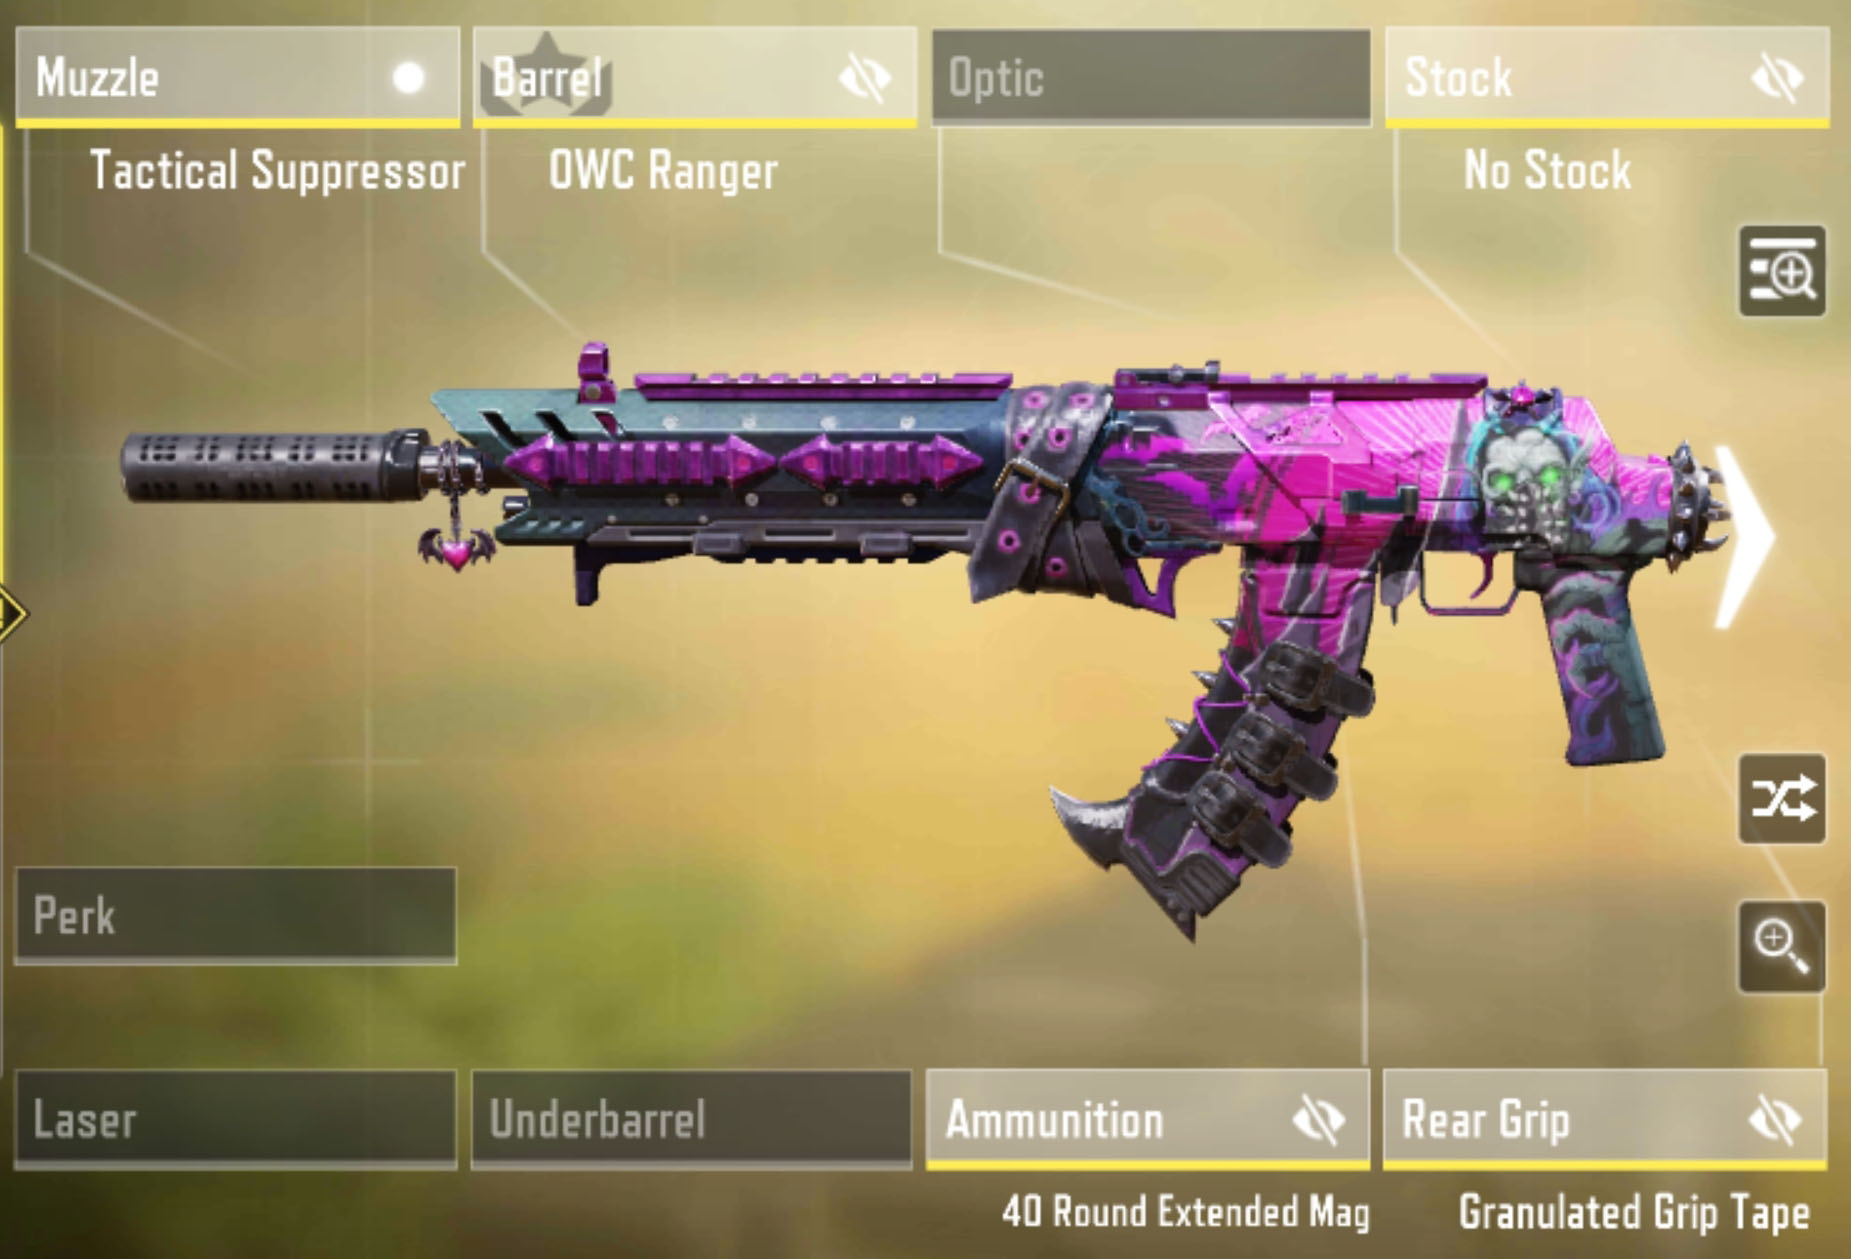 Muzzle
Barrel
Optic
Stock
Tactical Suppressor
OWC Ranger
No Stock
Perk
Laser
Underbarrel
Ammunition
Rear Grip
40 Round Extended Mag
Granulated Grip Tape